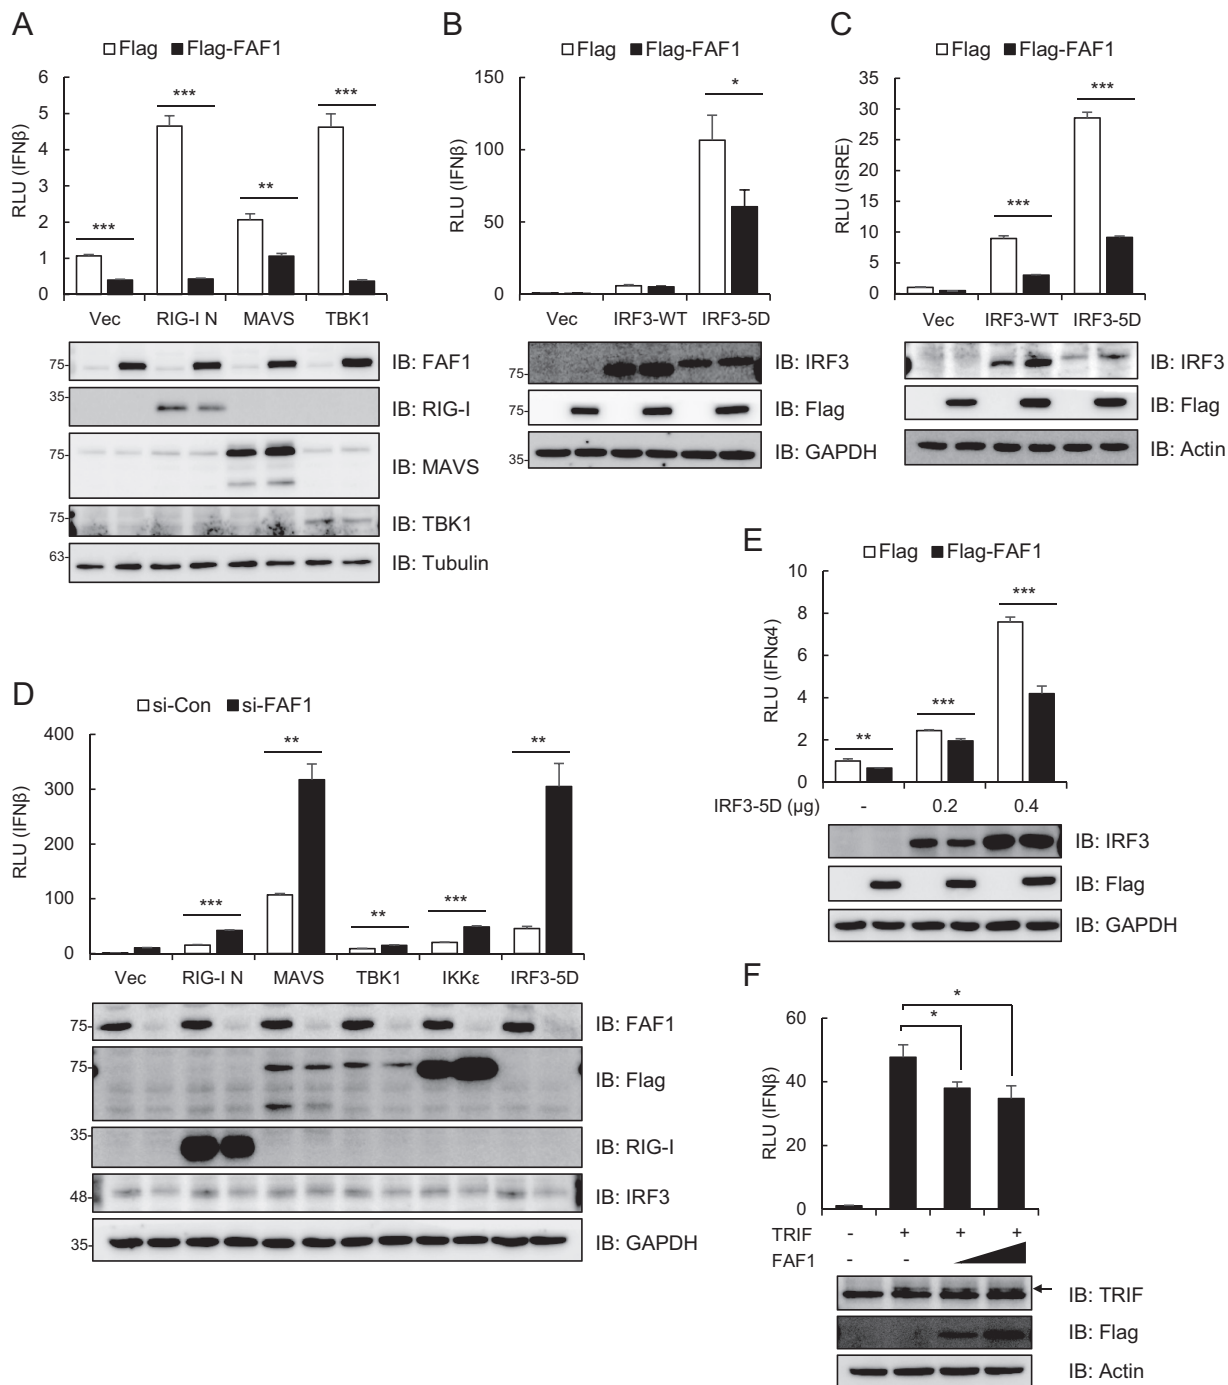 A
Flag Flag-FAF1
RLU (IFNβ)
6
5
4
3
2
1
0
*** *** ** ***
Vec RIG-I N MAVS TBK1
75- IB: FAF1
35- IB: RIG-I
75- IB: MAVS
75- IB: TBK1
63- IB: Tubulin
B
Flag Flag-FAF1
RLU (IFNβ)
150
100
50
0
*
Vec IRF3-WT IRF3-5D
75- IB: IRF3
75- IB: Flag
35- IB: GAPDH
C
Flag Flag-FAF1
RLU (ISRE)
35
30
25
20
15
10
5
0
*** ***
Vec IRF3-WT IRF3-5D
IB: IRF3
IB: Flag
IB: Actin
D
si-Con si-FAF1
RLU (IFNβ)
400
300
200
100
0
*** ** ** *** **
Vec RIG-I N MAVS TBK1 IKKε IRF3-5D
75- IB: FAF1
75- IB: Flag
35- IB: RIG-I
48- IB: IRF3
35- IB: GAPDH
E
Flag Flag-FAF1
RLU (IFNα4)
10
8
6
4
2
0
** *** ***
IRF3-5D (µg) - 0.2 0.4
IB: IRF3
IB: Flag
IB: GAPDH
F
RLU (IFNβ)
60
40
20
0
* *
TRIF - + + +
FAF1 - -
IB: TRIF
IB: Flag
IB: Actin